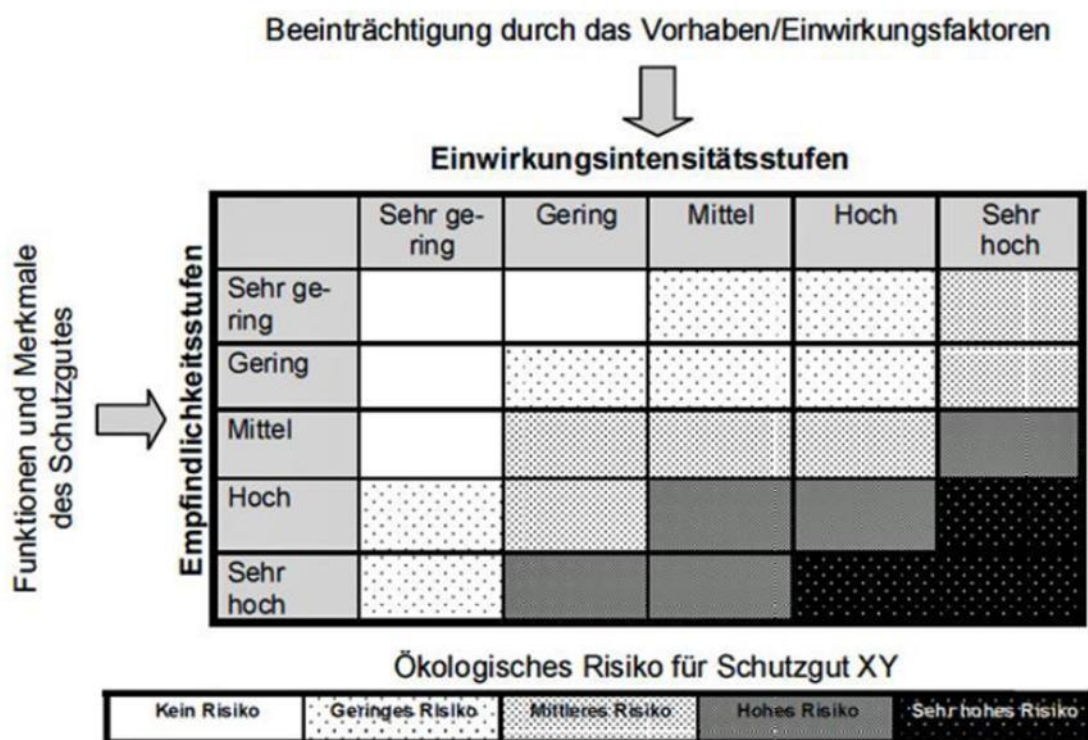 Beeinträchtigung durch das Vorhaben/Einwirkungsfaktoren
Einwirkungsintensitätsstufen
Sehr ge-
ring
Gering
Mittel
Hoch
Sehr
hoch
Funktionen und Merkmale
des Schutzgutes
Empfindlichkeitsstufen
Sehr ge-
ring
Gering
Mittel
Hoch
Sehr
hoch
Ökologisches Risiko für Schutzgut XY
Kein Risiko
Geringes Risiko
Mittleres Risiko
Hohes Risiko
Sehr hohes Risiko